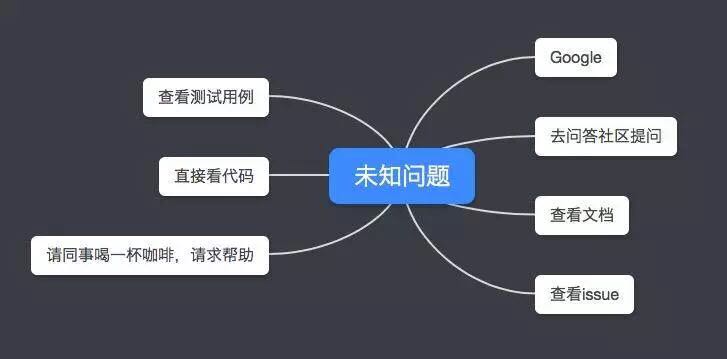 未知问题
Google
去问答社区提问
查看文档
查看issue
查看测试用例
直接看代码
请同事喝一杯咖啡，请求帮助